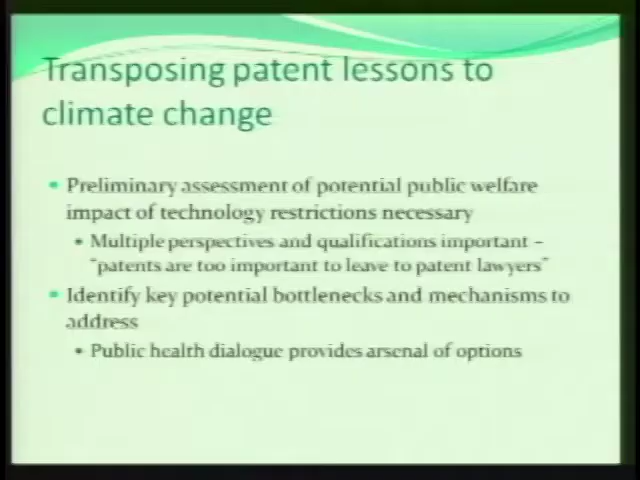 Transposing patent lessons to
climate change
• Preliminary assessment of potential public welfare
impact of technology restrictions necessary
• Multiple perspectives and qualifications important –
"patents are too important to leave to patent lawyers"
• Identify key potential bottlenecks and mechanisms to
address
• Public health dialogue provides arsenal of options